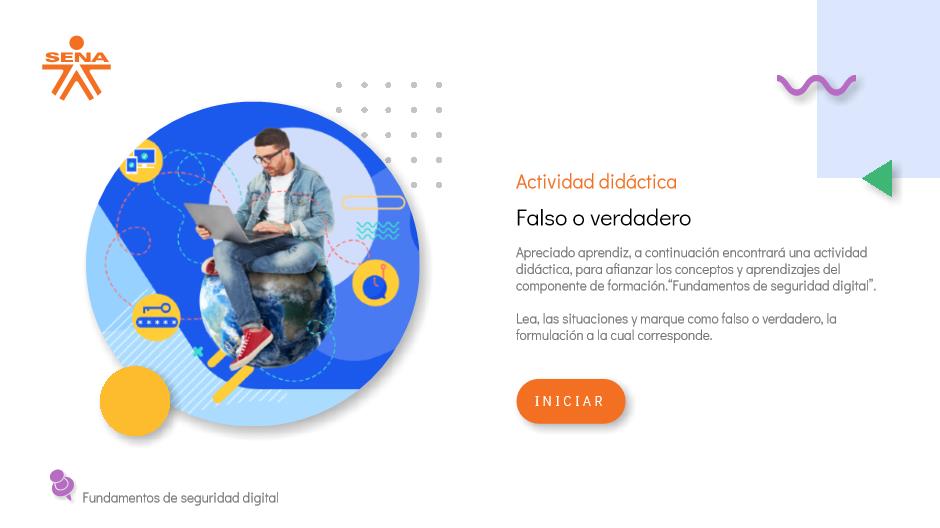 SENA
Actividad didáctica
Falso o verdadero
Apreciado aprendiz, a continuación encontrará una actividad
didáctica, para afianzar los conceptos y aprendizajes del
componente de formación.“Fundamentos de seguridad digital”.
Lea, las situaciones y marque como falso o verdadero, la
formulación a la cual corresponde.
INICIAR
Fundamentos de seguridad digital